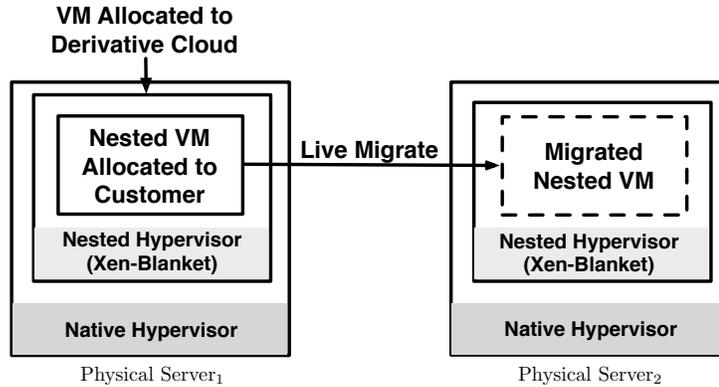 VM Allocated to
Derivative Cloud
Nested VM
Allocated to
Customer
Live Migrate
Migrated
Nested VM
Nested Hypervisor
(Xen-Blanket)
Nested Hypervisor
(Xen-Blanket)
Native Hypervisor
Native Hypervisor
Physical Server₁
Physical Server₂